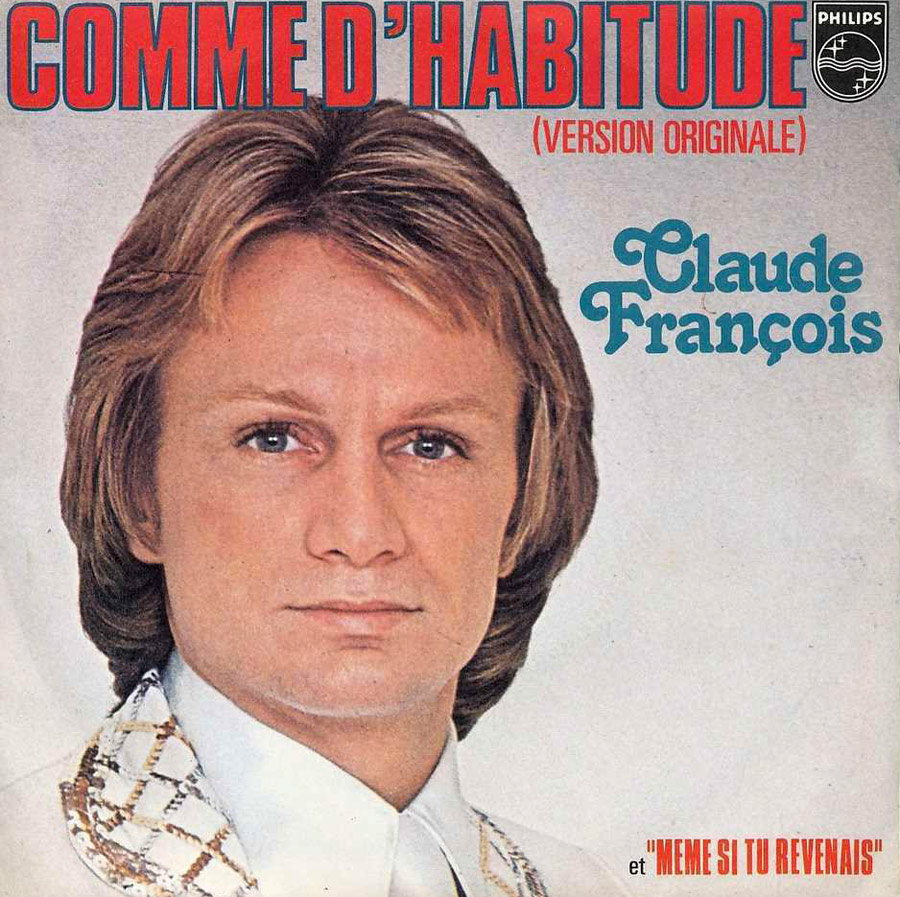 COMME D'HABITUDE
PHILIPS
(VERSION ORIGINALE)
Claude
François
et "MEME SI TU REVENAIS"